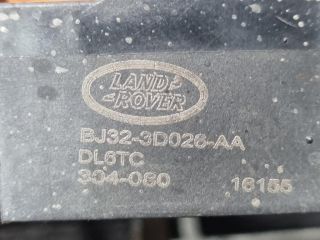 LAND
ROVER
BJ32-3D026-AA
DL6TC
304-060 16155